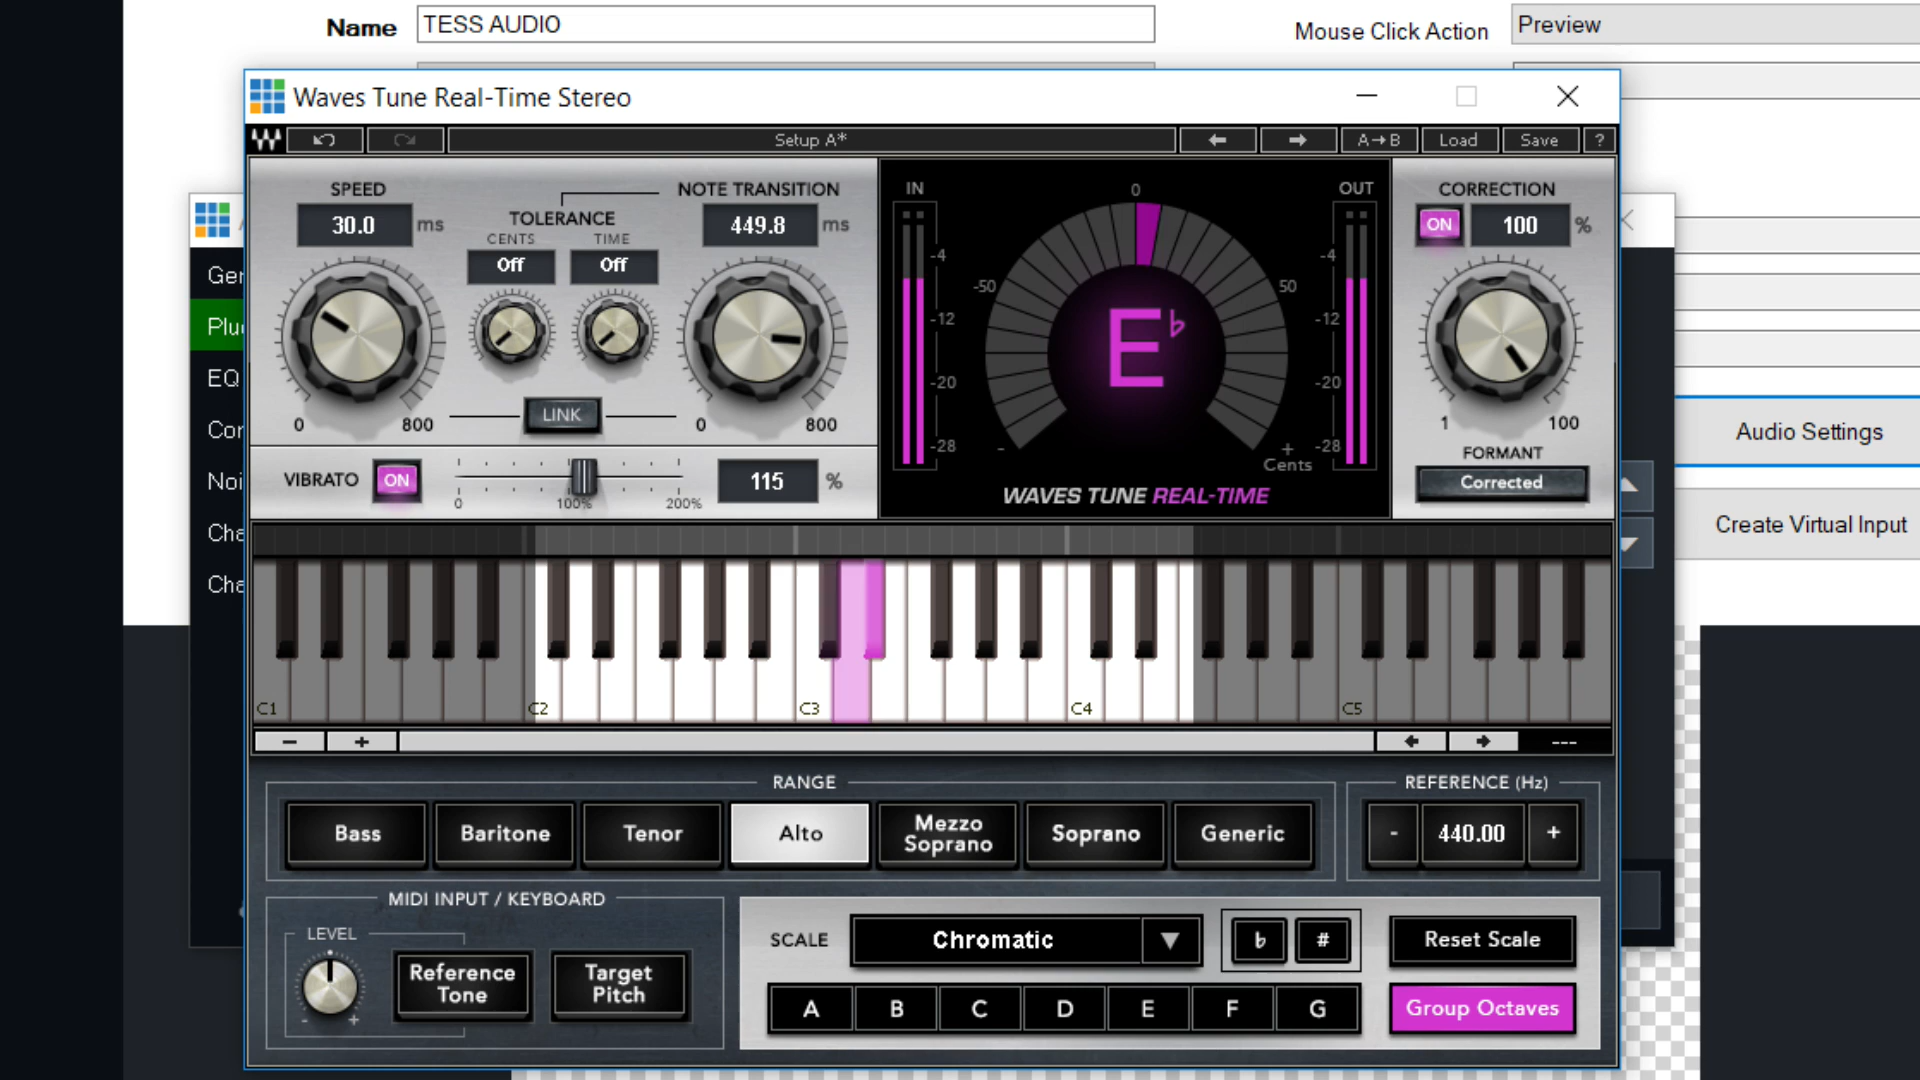 Name TESS AUDIO Mouse Click Action Preview
Waves Tune Real-Time Stereo
Setup A* A→B Load Save ?
SPEED
30.0 ms
0 800
TOLERANCE
CENTS TIME
Off Off
LINK
NOTE TRANSITION
449.8 ms
0 800
VIBRATO ON
0 100% 200%
115 %
IN 0 OUT
-4 -4
-50 50
-12 -12
E♭
-20 -20
-28 -28
- + Cents
WAVES TUNE REAL-TIME
CORRECTION
ON 100 %
1 100
FORMANT
Corrected
Audio Settings
Create Virtual Input
EQ
C1 C2 C3 C4 C5
- + ---
RANGE
Bass Baritone Tenor Alto Mezzo Soprano Soprano Generic
REFERENCE (Hz)
- 440.00 +
MIDI INPUT / KEYBOARD
LEVEL
- +
Reference Tone
Target Pitch
SCALE Chromatic ♭ # Reset Scale
A B C D E F G Group Octaves